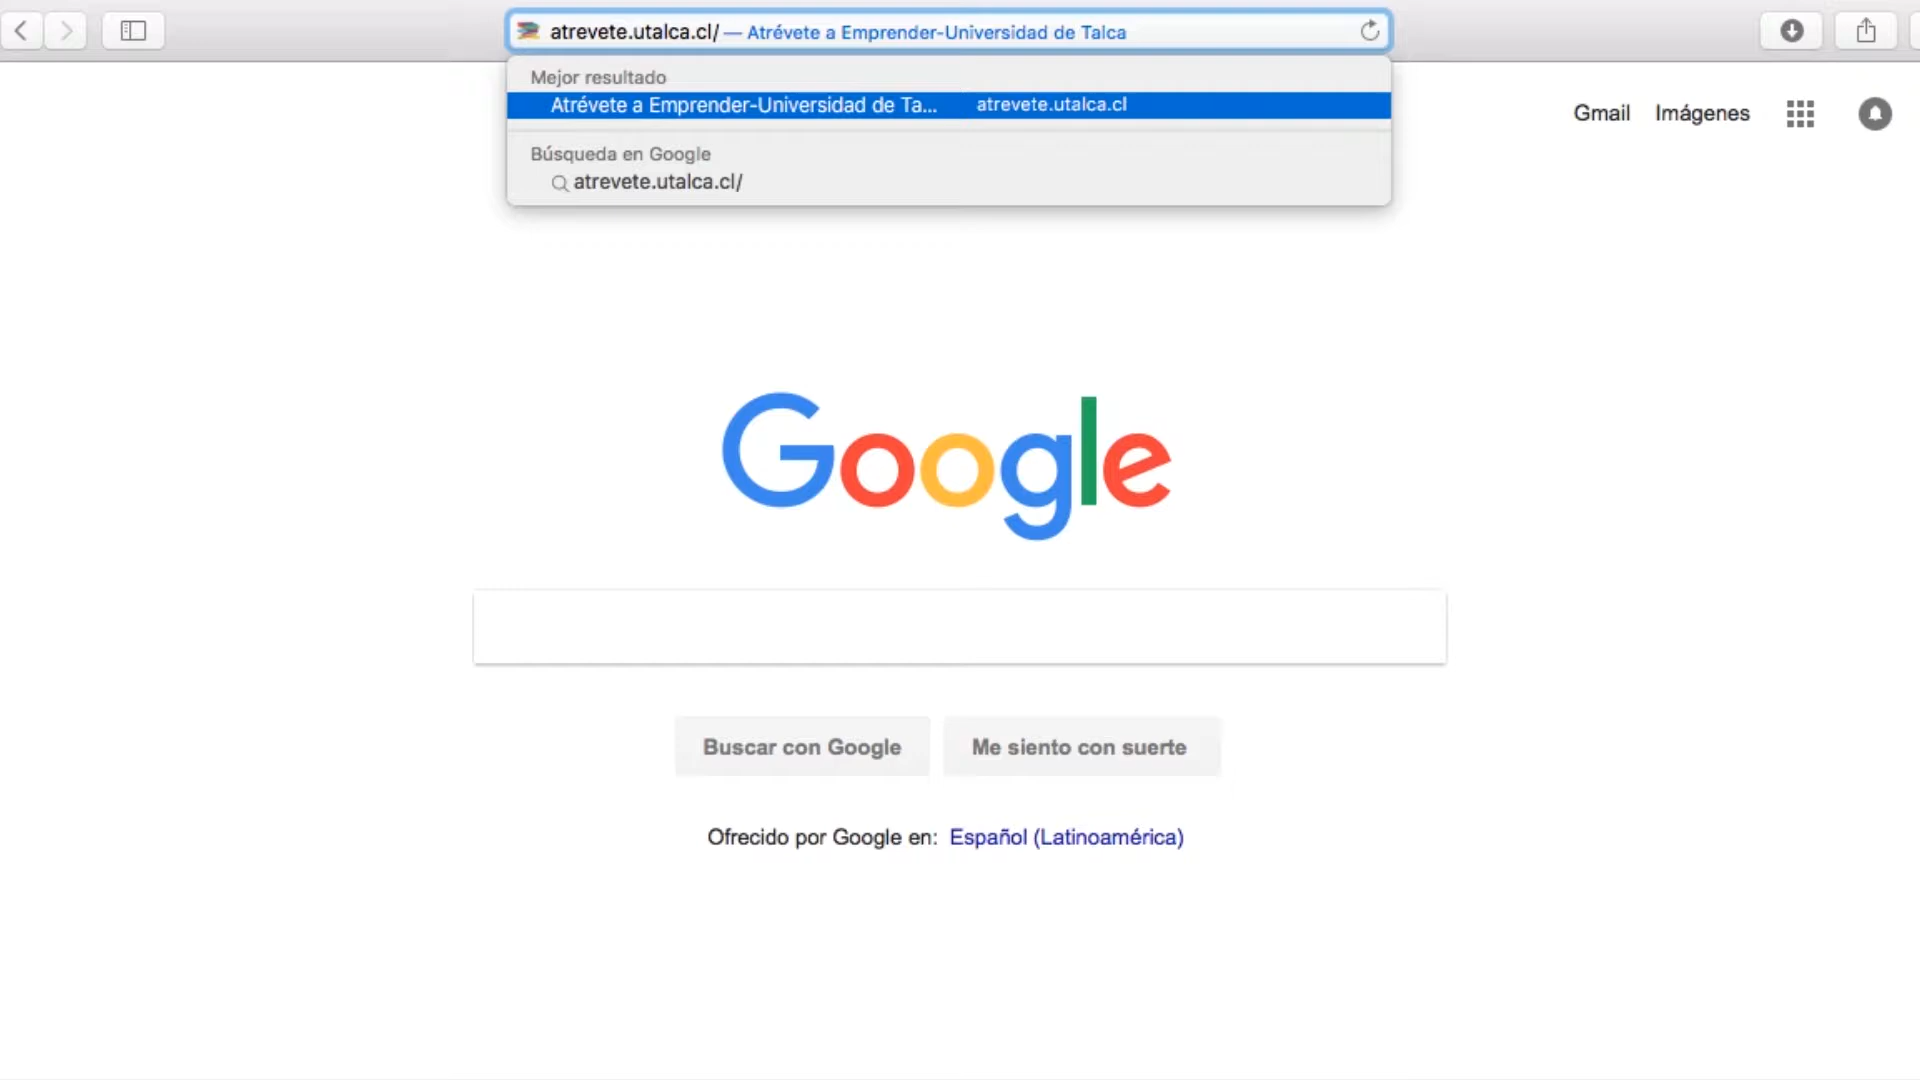 atrevete.utalca.cl/ — Atrévete a Emprender-Universidad de Talca
Mejor resultado
Atrévete a Emprender-Universidad de Ta... atrevete.utalca.cl
Búsqueda en Google
atrevete.utalca.cl/
Gmail Imágenes
Google
Buscar con Google Me siento con suerte
Ofrecido por Google en: Español (Latinoamérica)